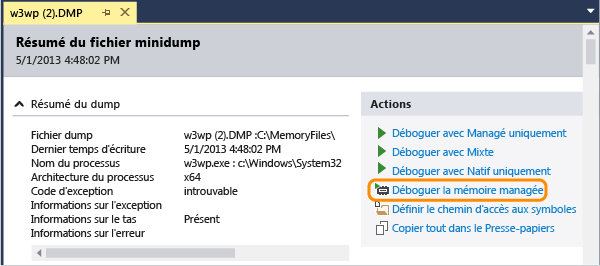 w3wp (2).DMP
Résumé du fichier minidump
5/1/2013 4:48:02 PM
Résumé du dump
Fichier dump w3wp (2).DMP :C:\MemoryFiles\
Dernier temps d'écriture 5/1/2013 4:48:02 PM
Nom du processus w3wp.exe : c:\Windows\System32
Architecture du processus x64
Code d'exception introuvable
Informations sur l'exception
Informations sur le tas Présent
Informations sur l'erreur
Actions
Déboguer avec Managé uniquement
Déboguer avec Mixte
Déboguer avec Natif uniquement
Déboguer la mémoire managée
Définir le chemin d'accès aux symboles
Copier tout dans le Presse-papiers